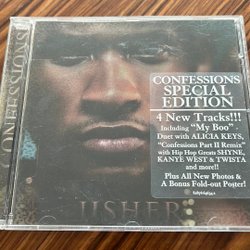 CONFESSIONS
CONFESSIONS
SPECIAL
EDITION
4 New Tracks!!!
Including "My Boo" -
Duet with ALICIA KEYS,
"Confessions Part II Remix"
with Hip Hop Greats SHYNE,
KANYE WEST & TWISTA
and more!!
Plus All New Photos &
A Bonus Fold-out Poster!
USHER